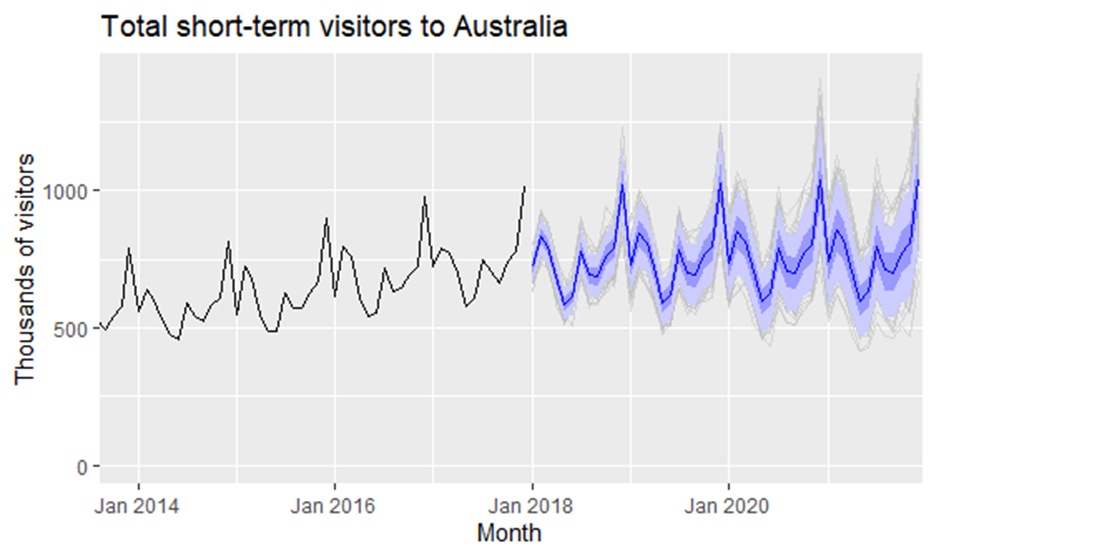 Total short-term visitors to Australia
Thousands of visitors
1000
500
0
Jan 2014 Jan 2016 Jan 2018 Jan 2020
Month